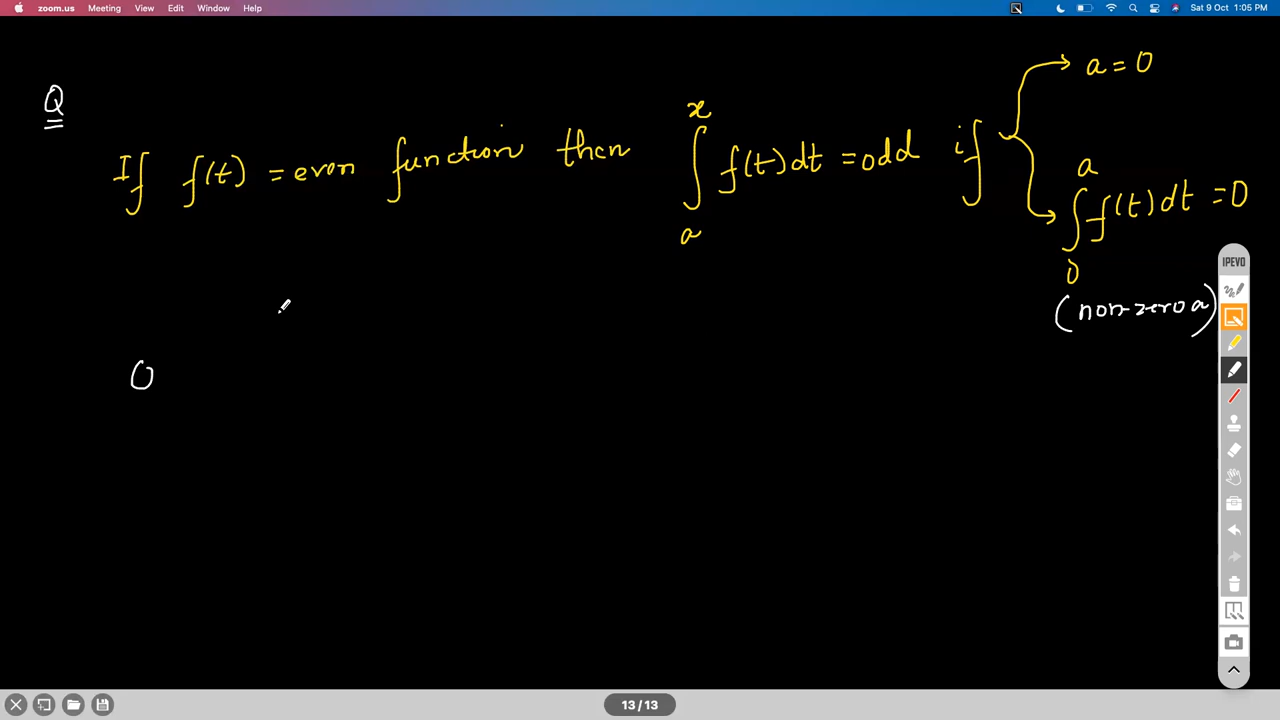 zoom.us Meeting View Edit Window Help Sat 9 Oct 1:05 PM
Q
If f(t) = even function then ∫ₐˣ f(t) dt = odd if
→ a = 0
→ ∫₀ᵃ f(t) dt = 0
(non-zero a)
0
IPEVO
13/13